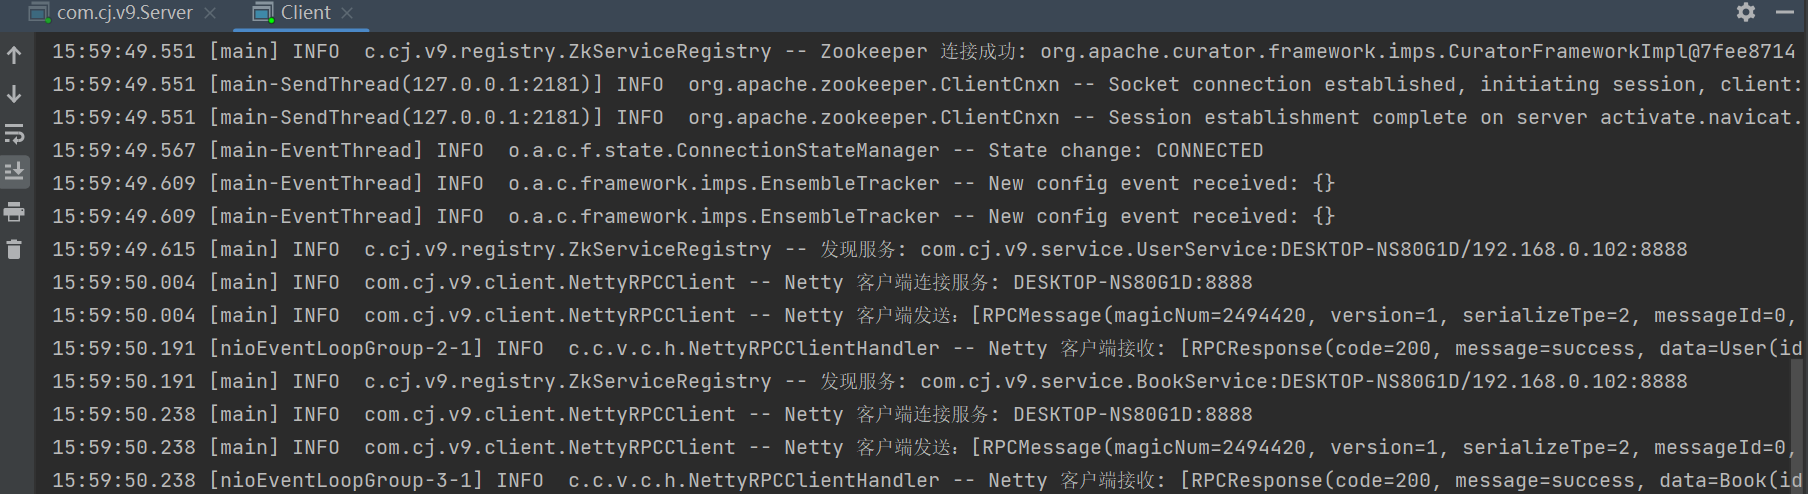 com.cj.v9.Server × Client ×
15:59:49.551 [main] INFO  c.cj.v9.registry.ZkServiceRegistry -- Zookeeper 连接成功: org.apache.curator.framework.imps.CuratorFrameworkImpl@7fee8714
15:59:49.551 [main-SendThread(127.0.0.1:2181)] INFO  org.apache.zookeeper.ClientCnxn -- Socket connection established, initiating session, client:
15:59:49.551 [main-SendThread(127.0.0.1:2181)] INFO  org.apache.zookeeper.ClientCnxn -- Session establishment complete on server activate.navicat.
15:59:49.567 [main-EventThread] INFO  o.a.c.f.state.ConnectionStateManager -- State change: CONNECTED
15:59:49.609 [main-EventThread] INFO  o.a.c.framework.imps.EnsembleTracker -- New config event received: {}
15:59:49.609 [main-EventThread] INFO  o.a.c.framework.imps.EnsembleTracker -- New config event received: {}
15:59:49.615 [main] INFO  c.cj.v9.registry.ZkServiceRegistry -- 发现服务: com.cj.v9.service.UserService:DESKTOP-NS80G1D/192.168.0.102:8888
15:59:50.004 [main] INFO  com.cj.v9.client.NettyRPCClient -- Netty 客户端连接服务: DESKTOP-NS80G1D:8888
15:59:50.004 [main] INFO  com.cj.v9.client.NettyRPCClient -- Netty 客户端发送：[RPCMessage(magicNum=2494420, version=1, serializeTpe=2, messageId=0,
15:59:50.191 [nioEventLoopGroup-2-1] INFO  c.c.v.c.h.NettyRPCClientHandler -- Netty 客户端接收: [RPCResponse(code=200, message=success, data=User(id
15:59:50.191 [main] INFO  c.cj.v9.registry.ZkServiceRegistry -- 发现服务: com.cj.v9.service.BookService:DESKTOP-NS80G1D/192.168.0.102:8888
15:59:50.238 [main] INFO  com.cj.v9.client.NettyRPCClient -- Netty 客户端连接服务: DESKTOP-NS80G1D:8888
15:59:50.238 [main] INFO  com.cj.v9.client.NettyRPCClient -- Netty 客户端发送：[RPCMessage(magicNum=2494420, version=1, serializeTpe=2, messageId=0,
15:59:50.238 [nioEventLoopGroup-3-1] INFO  c.c.v.c.h.NettyRPCClientHandler -- Netty 客户端接收: [RPCResponse(code=200, message=success, data=Book(id